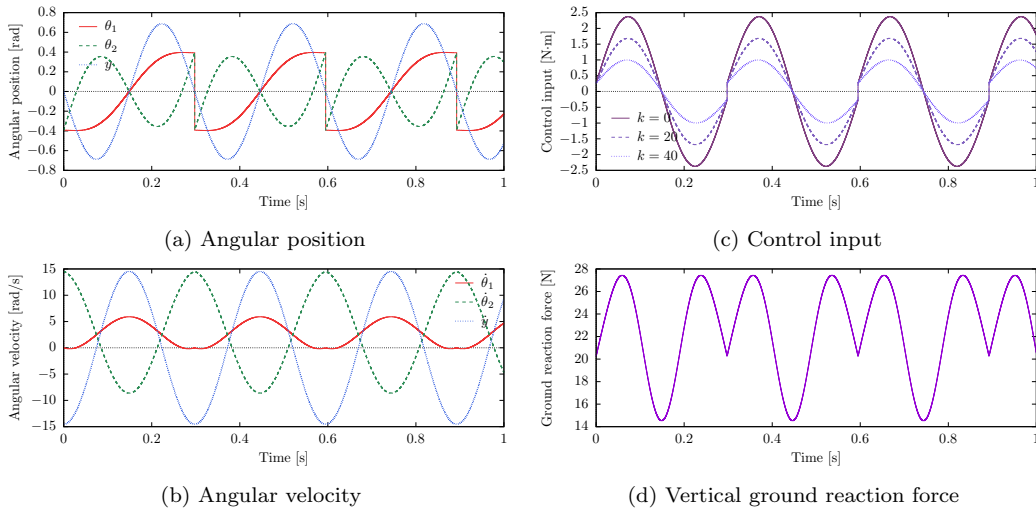 Angular position [rad]
0.8
0.6
0.4
0.2
0
−0.2
−0.4
−0.6
−0.8
θ₁
θ₂
y
0 0.2 0.4 0.6 0.8 1
Time [s]
(a) Angular position
Control input [N·m]
2.5
2
1.5
1
0.5
0
−0.5
−1
−1.5
−2
−2.5
k = 0
k = 20
k = 40
0 0.2 0.4 0.6 0.8 1
Time [s]
(c) Control input
Angular velocity [rad/s]
15
10
5
0
−5
−10
−15
θ̇₁
θ̇₂
ẏ
0 0.2 0.4 0.6 0.8 1
Time [s]
(b) Angular velocity
Ground reaction force [N]
28
26
24
22
20
18
16
14
0 0.2 0.4 0.6 0.8 1
Time [s]
(d) Vertical ground reaction force